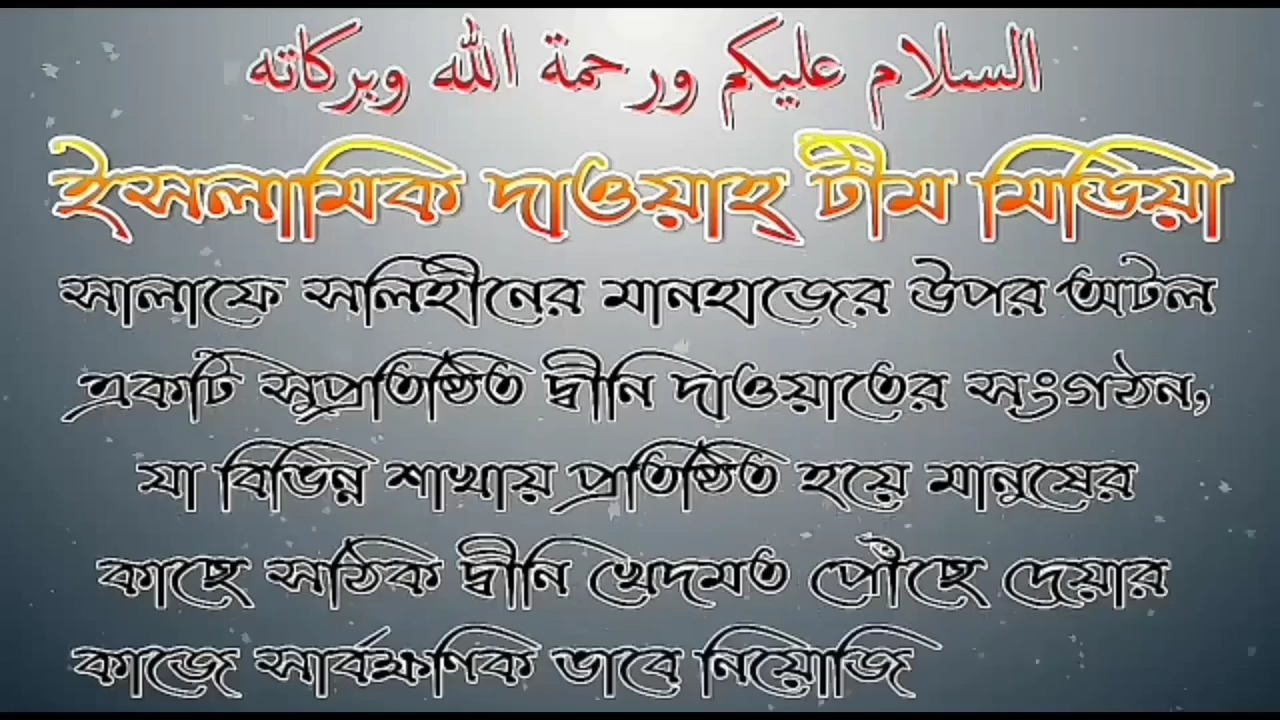 السلام عليكم ورحمة الله وبركاته
ইসলামিক দাওয়াহ্ টীম মিডিয়া
সালাফে সলিহীনের মানহাজের উপর অটল
একটি সুপ্রতিষ্ঠিত দ্বীনি দাওয়াতের সংগঠন,
যা বিভিন্ন শাখায় প্রতিষ্ঠিত হয়ে মানুষের
কাছে সঠিক দ্বীনি খেদমত পৌঁছে দেয়ার
কাজে সার্বক্ষণিক ভাবে নিয়োজি